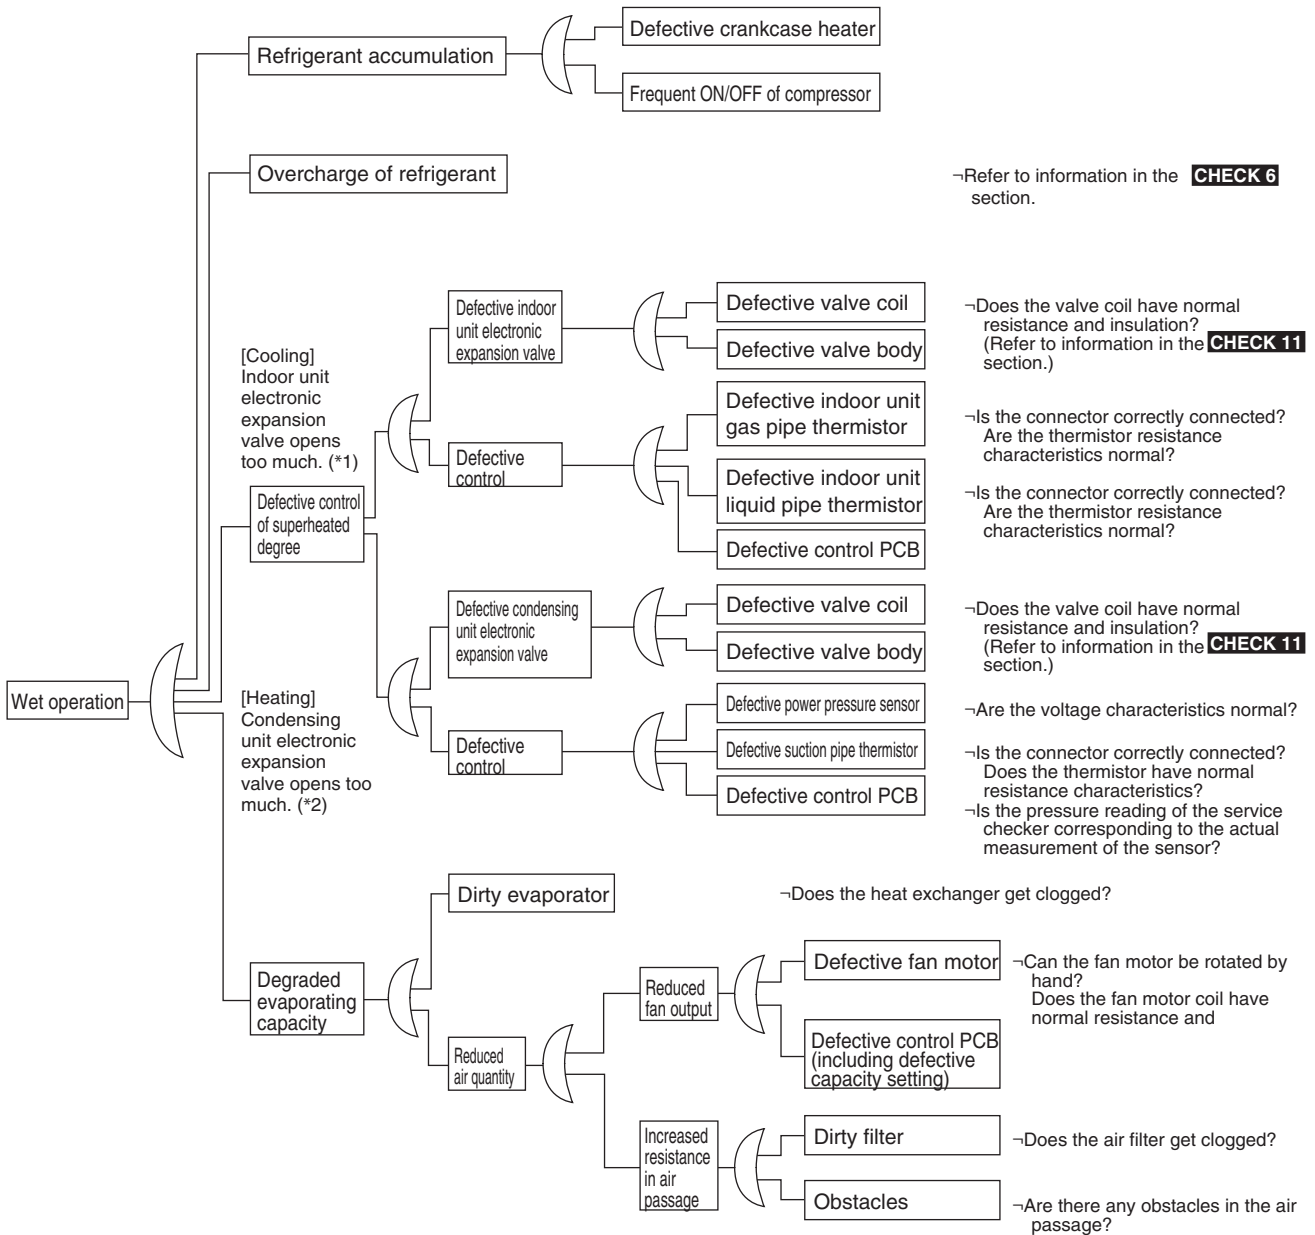 Refrigerant accumulation
Defective crankcase heater
Frequent ON/OFF of compressor
Overcharge of refrigerant
¬Refer to information in the CHECK 6
section.
[Cooling]
Indoor unit
electronic
expansion
valve opens
too much. (*1)
Defective indoor
unit electronic
expansion valve
Defective valve coil
Defective valve body
¬Does the valve coil have normal
resistance and insulation?
(Refer to information in the CHECK 11
section.)
Defective
control
Defective indoor unit
gas pipe thermistor
¬Is the connector correctly connected?
Are the thermistor resistance
characteristics normal?
Defective indoor unit
liquid pipe thermistor
¬Is the connector correctly connected?
Are the thermistor resistance
characteristics normal?
Defective control PCB
Defective control
of superheated
degree
Defective condensing
unit electronic
expansion valve
Defective valve coil
Defective valve body
¬Does the valve coil have normal
resistance and insulation?
(Refer to information in the CHECK 11
section.)
Wet operation
[Heating]
Condensing
unit electronic
expansion
valve opens too
much. (*2)
Defective
control
Defective power pressure sensor
¬Are the voltage characteristics normal?
Defective suction pipe thermistor
¬Is the connector correctly connected?
Does the thermistor have normal
resistance characteristics?
Defective control PCB
¬Is the pressure reading of the service
checker corresponding to the actual
measurement of the sensor?
Dirty evaporator
¬Does the heat exchanger get clogged?
Degraded
evaporating
capacity
Reduced
air quantity
Reduced
fan output
Defective fan motor
¬Can the fan motor be rotated by
hand?
Does the fan motor coil have
normal resistance and
Defective control PCB
(including defective
capacity setting)
Increased
resistance
in air
passage
Dirty filter
¬Does the air filter get clogged?
Obstacles
¬Are there any obstacles in the air
passage?